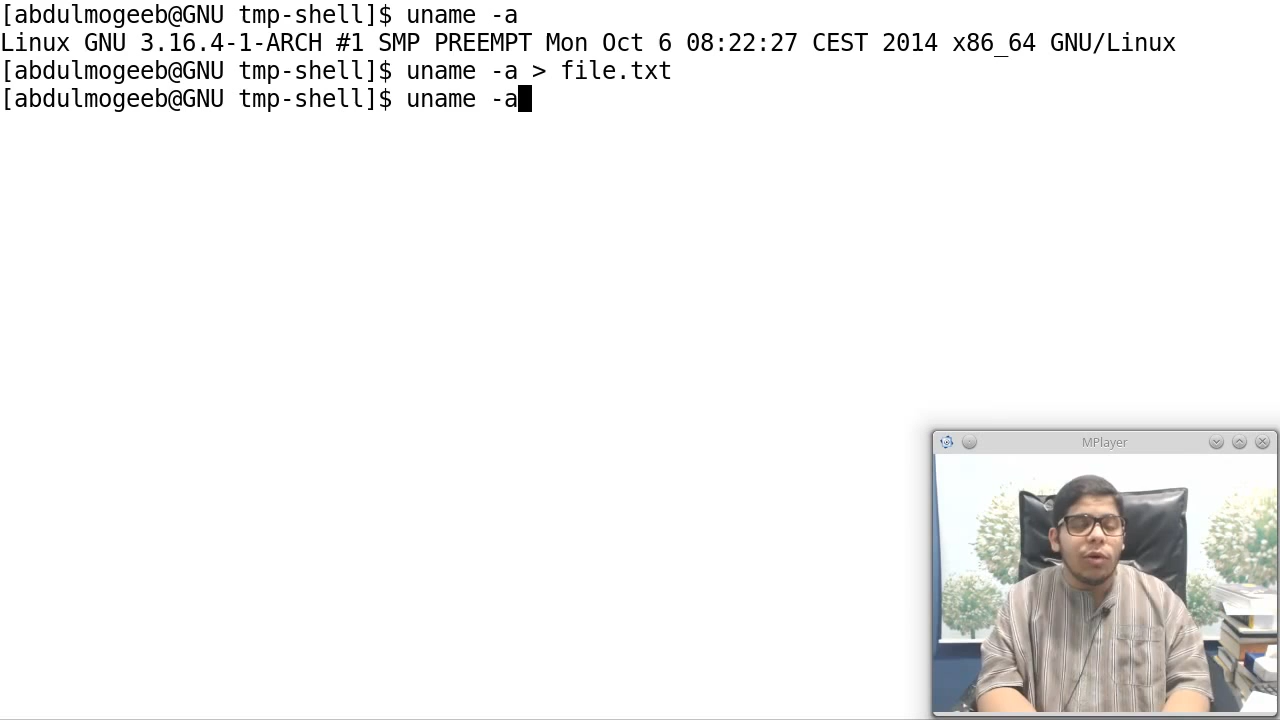 [abdulmogeeb@GNU tmp-shell]$ uname -a
Linux GNU 3.16.4-1-ARCH #1 SMP PREEMPT Mon Oct 6 08:22:27 CEST 2014 x86_64 GNU/Linux
[abdulmogeeb@GNU tmp-shell]$ uname -a > file.txt
[abdulmogeeb@GNU tmp-shell]$ uname -a
MPlayer